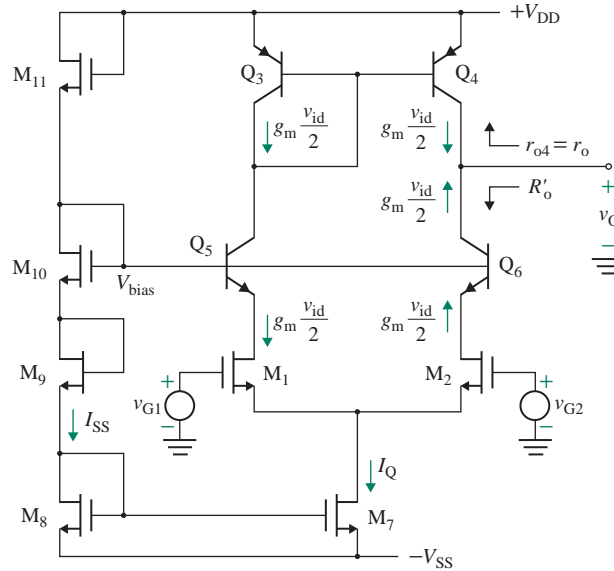 +V_DD
M_11
Q_3
Q_4
g_m v_id/2
g_m v_id/2
r_o4 = r_o
g_m v_id/2
R'_o
+
v_G
−
Q_5
M_10
V_bias
Q_6
g_m v_id/2
g_m v_id/2
M_9
M_1
M_2
+
v_G1
−
+
v_G2
−
I_SS
I_Q
M_8
M_7
−V_SS